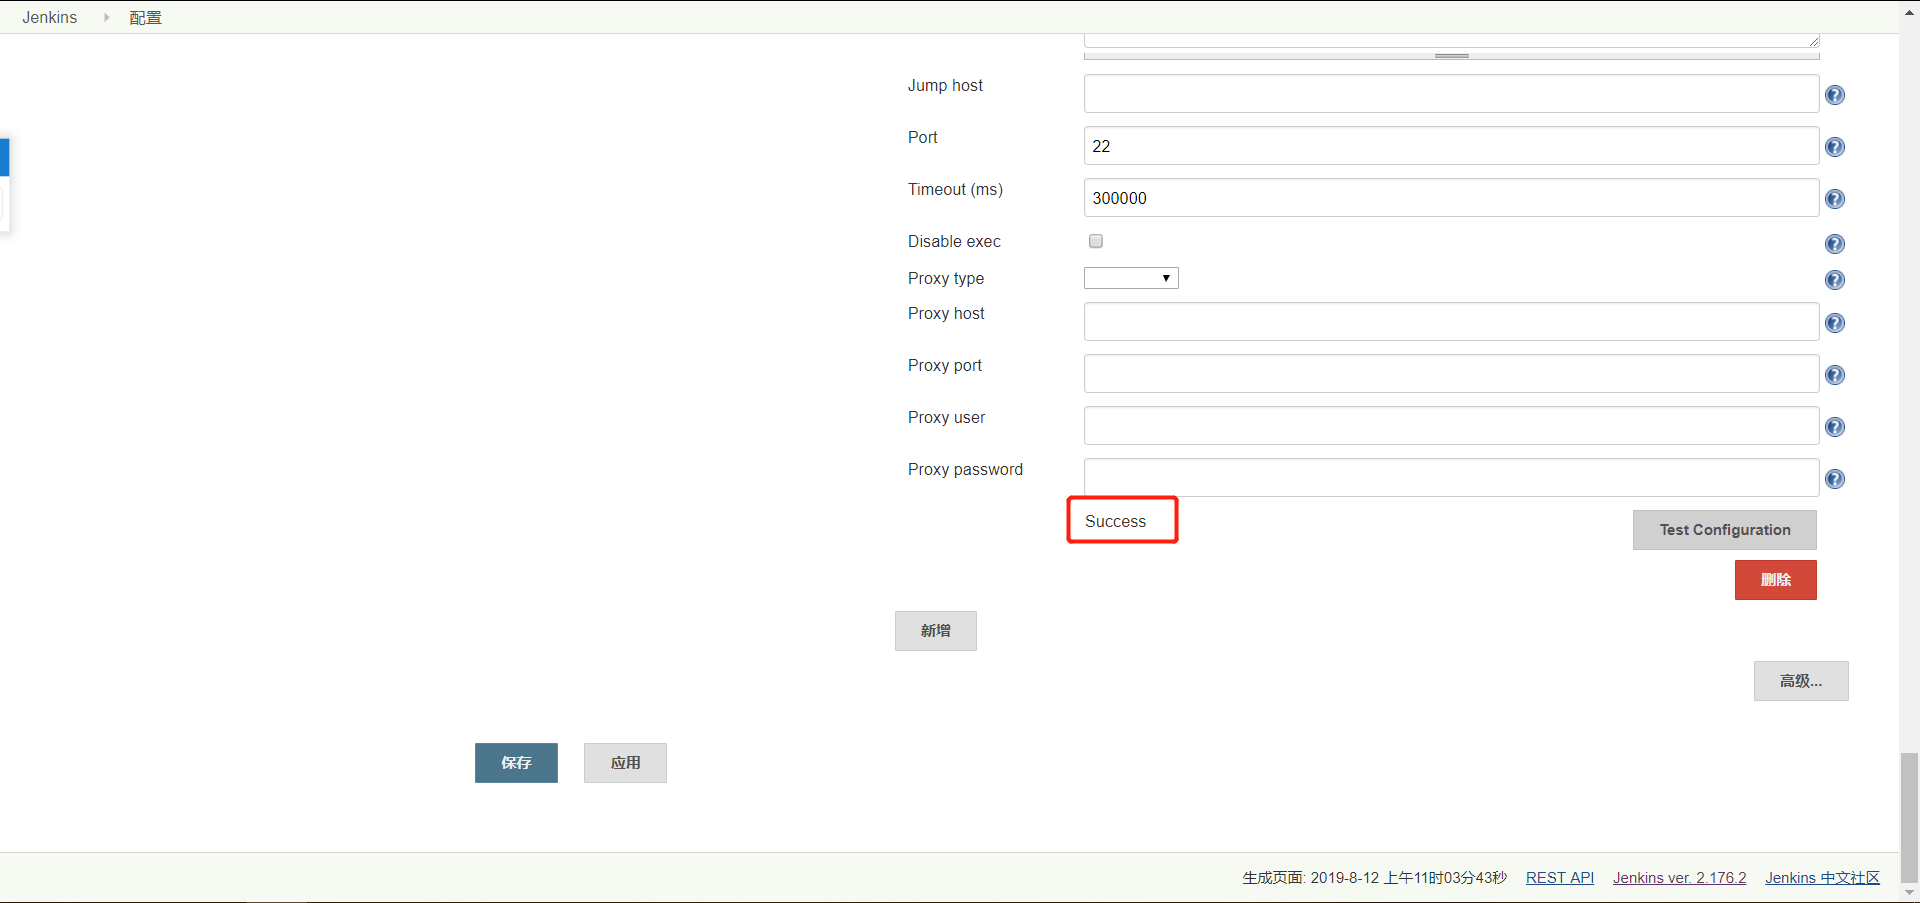 Jenkins 配置
Jump host
Port 22
Timeout (ms) 300000
Disable exec
Proxy type
Proxy host
Proxy port
Proxy user
Proxy password
Success Test Configuration
删除
新增
高级...
保存 应用
生成页面: 2019-8-12 上午11时03分43秒 REST API Jenkins ver. 2.176.2 Jenkins 中文社区